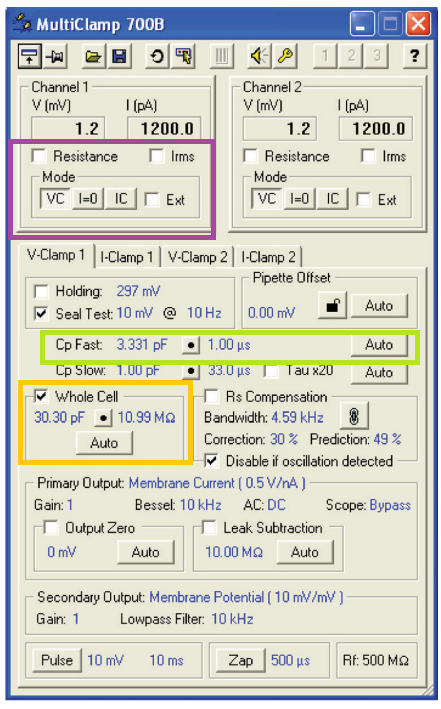 MultiClamp 700B
1 2 3 ?
Channel 1 Channel 2
V (mV) I (pA) V (mV) I (pA)
1.2 1200.0 1.2 1200.0
Resistance Irms Resistance Irms
Mode Mode
VC I=0 IC Ext VC I=0 IC Ext
V-Clamp 1 I-Clamp 1 V-Clamp 2 I-Clamp 2
Holding: 297 mV Pipette Offset
Seal Test: 10 mV @ 10 Hz 0.00 mV Auto
Cp Fast: 3.331 pF 1.00 µs Auto
Cp Slow: 1.00 pF 33.0 µs Tau x20 Auto
Whole Cell Rs Compensation
30.30 pF 10.99 MΩ Bandwidth: 4.59 kHz
Auto Correction: 30 % Prediction: 49 %
Disable if oscillation detected
Primary Output: Membrane Current ( 0.5 V/nA )
Gain: 1 Bessel: 10 kHz AC: DC Scope: Bypass
Output Zero Leak Subtraction
0 mV Auto 10.00 MΩ Auto
Secondary Output: Membrane Potential ( 10 mV/mV )
Gain: 1 Lowpass Filter: 10 kHz
Pulse 10 mV 10 ms Zap 500 µs Rf: 500 MΩ